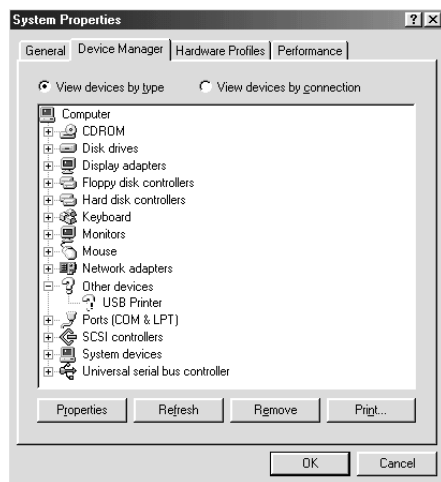 System Properties
General Device Manager Hardware Profiles Performance
View devices by type View devices by connection
Computer
CDROM
Disk drives
Display adapters
Floppy disk controllers
Hard disk controllers
Keyboard
Monitors
Mouse
Network adapters
Other devices
USB Printer
Ports (COM & LPT)
SCSI controllers
System devices
Universal serial bus controller
Properties Refresh Remove Print...
OK Cancel